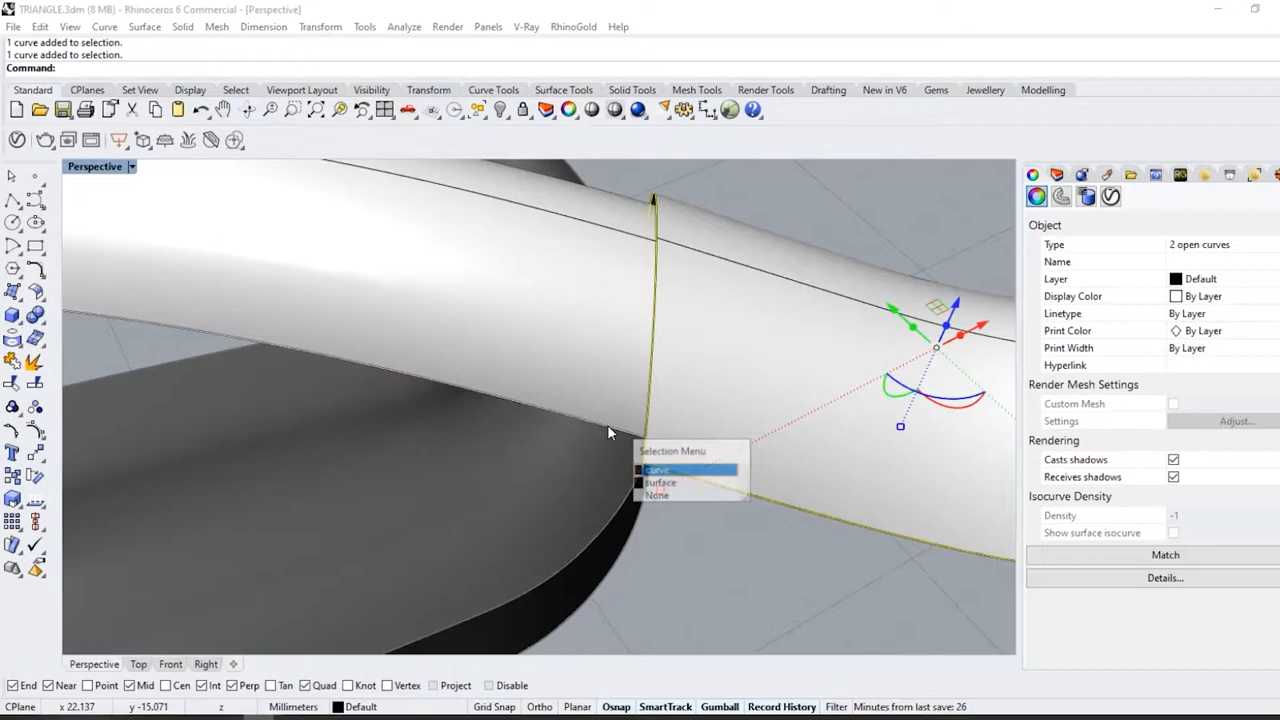 TRIANGLE.3dm (8 MB) - Rhinoceros 6 Commercial - [Perspective]
File Edit View Curve Surface Solid Mesh Dimension Transform Tools Analyze Render Panels V-Ray RhinoGold Help
1 curve added to selection.
1 curve added to selection.
Command:
Standard CPlanes Set View Display Select Viewport Layout Visibility Transform Curve Tools Surface Tools Solid Tools Mesh Tools Render Tools Drafting New in V6 Gems Jewellery Modelling
Perspective
Object
Type 2 open curves
Name
Layer Default
Display Color By Layer
Linetype By Layer
Print Color By Layer
Print Width By Layer
Hyperlink
Render Mesh Settings
Custom Mesh
Settings Adjust...
Rendering
Casts shadows
Receives shadows
Isocurve Density
Density -1
Show surface isocurve
Match
Details...
Selection Menu
curve
surface
None
Perspective Top Front Right
End Near Point Mid Cen Int Perp Tan Quad Knot Vertex Project Disable
CPlane x 22.137 y -15.071 z Millimeters Default Grid Snap Ortho Planar Osnap SmartTrack Gumball Record History Filter Minutes from last save: 26